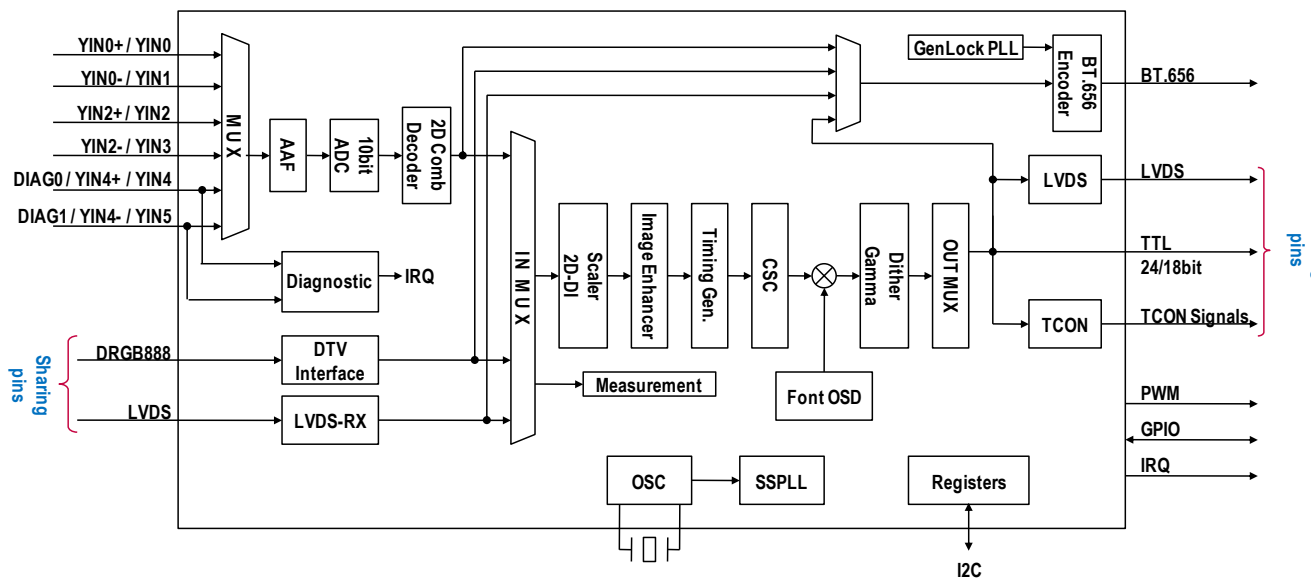 YIN0+ / YIN0
YIN0- / YIN1
YIN2+ / YIN2
YIN2- / YIN3
DIAG0 / YIN4+ / YIN4
DIAG1 / YIN4- / YIN5
MUX
AAF
10bit
ADC
2D Comb
Decoder
GenLock PLL
BT.656
Encoder
BT.656
Diagnostic
IRQ
DRGB888
LVDS
Sharing
pins
DTV
Interface
LVDS-RX
IN MUX
Measurement
Scaler
2D-DI
Image
Enhancer
Timing Gen.
CSC
Font OSD
Dither
Gamma
OUT MUX
LVDS
TCON
LVDS
TTL
24/18bit
TCON Signals
pins
PWM
GPIO
IRQ
OSC
SSPLL
Registers
I2C